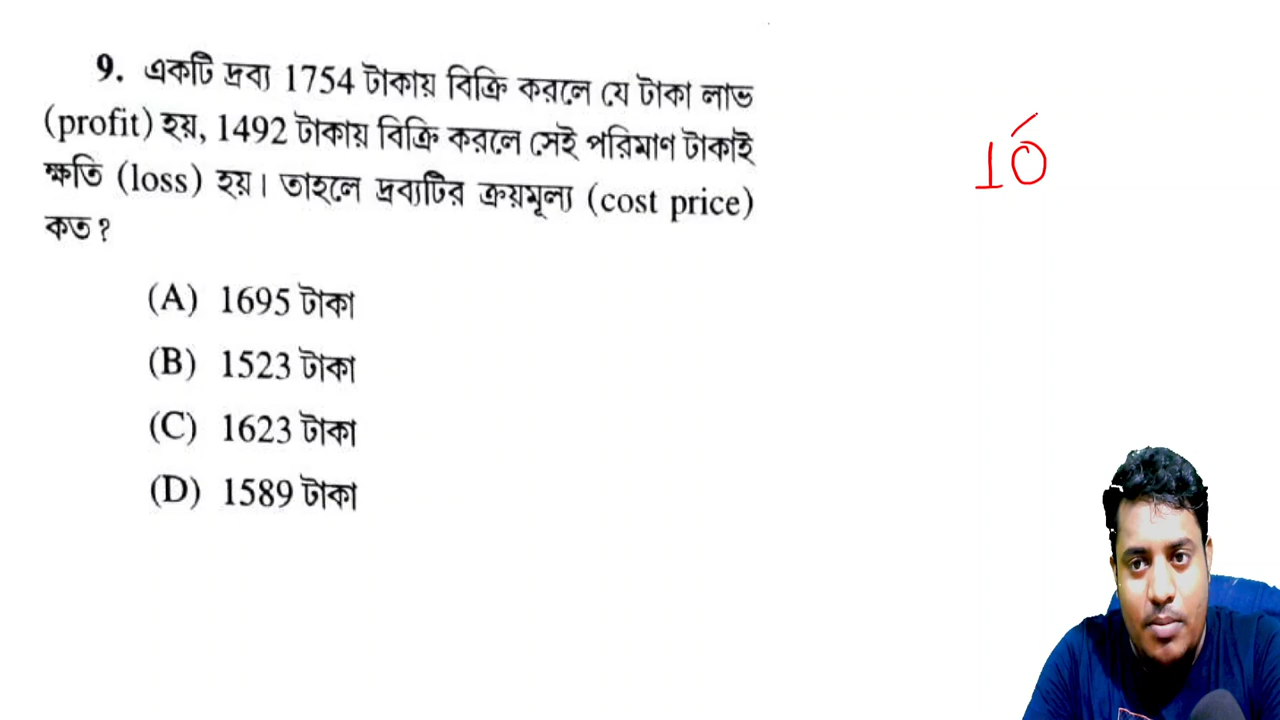 9. একটি দ্রব্য 1754 টাকায় বিক্রি করলে যে টাকা লাভ
(profit) হয়, 1492 টাকায় বিক্রি করলে সেই পরিমাণ টাকাই
ক্ষতি (loss) হয়। তাহলে দ্রব্যটির ক্রয়মূল্য (cost price)
কত?
(A) 1695 টাকা
(B) 1523 টাকা
(C) 1623 টাকা
(D) 1589 টাকা
10